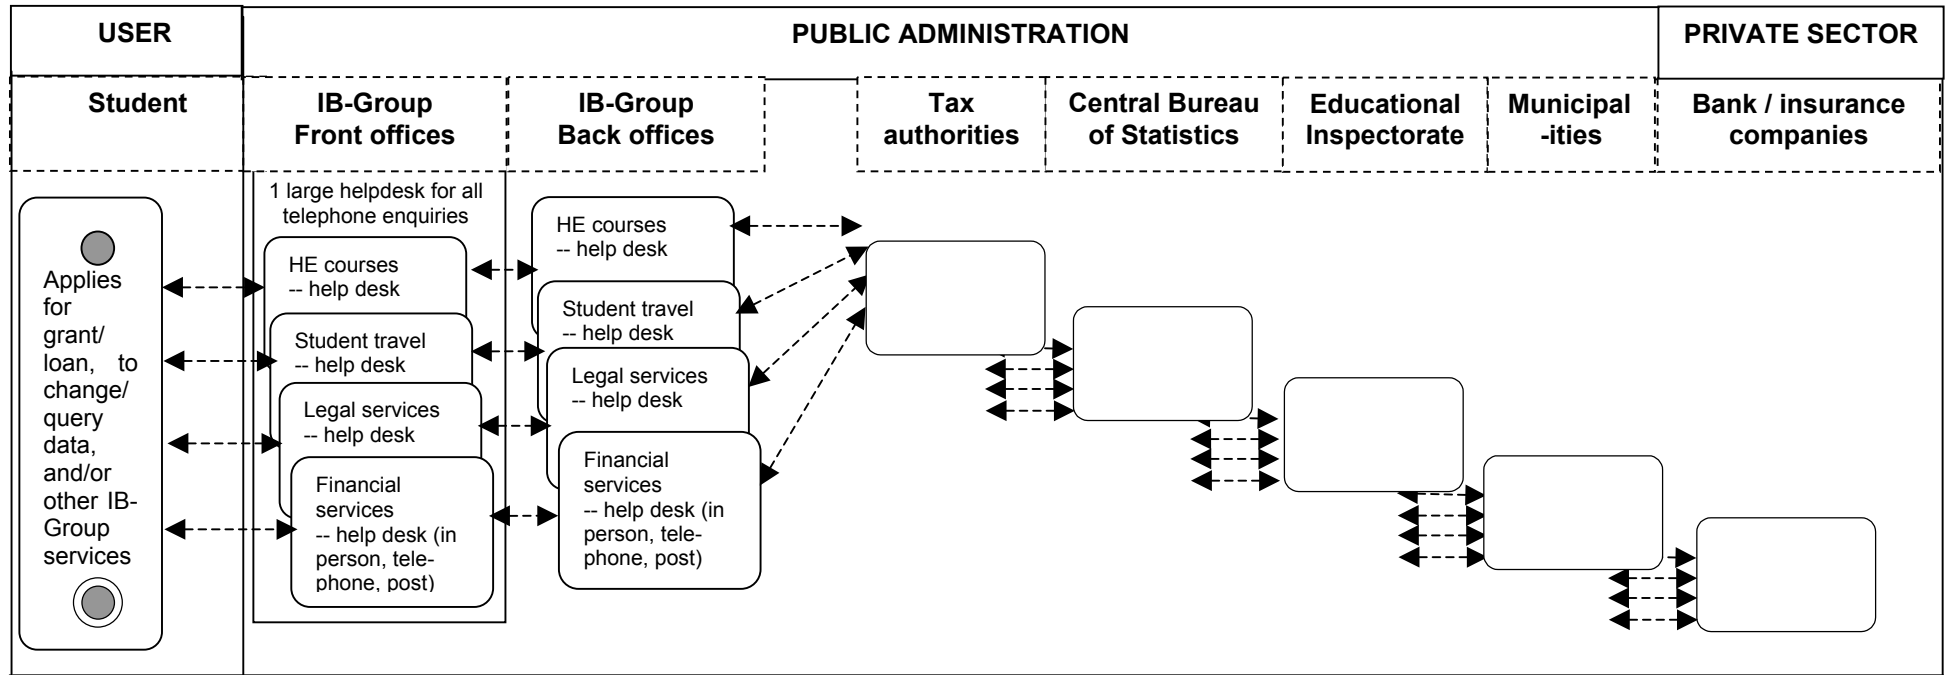 USER
PUBLIC ADMINISTRATION
PRIVATE SECTOR
Student
IB-Group
Front offices
IB-Group
Back offices
Tax
authorities
Central Bureau
of Statistics
Educational
Inspectorate
Municipal
-ities
Bank / insurance
companies
Applies
for
grant/
loan, to
change/
query
data,
and/or
other IB-
Group
services
1 large helpdesk for all
telephone enquiries
HE courses
-- help desk
Student travel
-- help desk
Legal services
-- help desk
Financial
services
-- help desk (in
person, tele-
phone, post)
HE courses
-- help desk
Student travel
-- help desk
Legal services
-- help desk
Financial
services
-- help desk (in
person, tele-
phone, post)